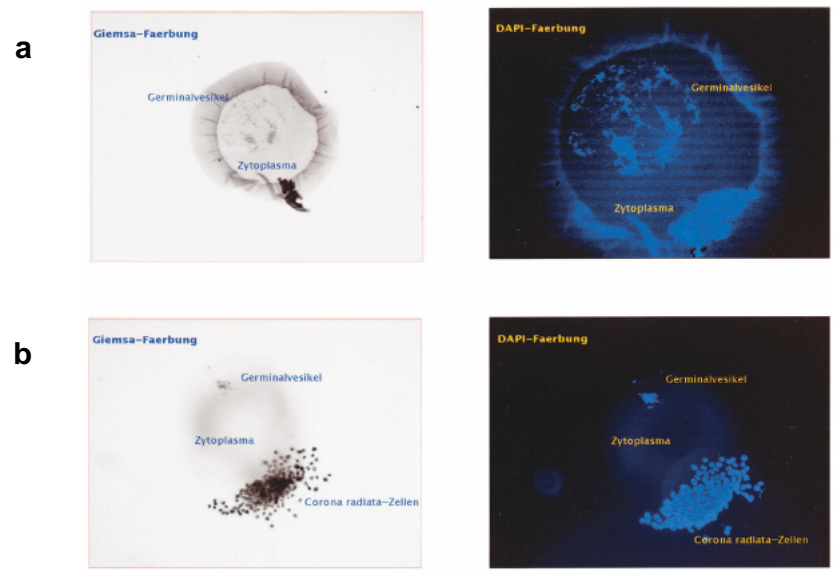 a
Giemsa-Faerbung
Germinalvesikel
Zytoplasma
DAPI-Faerbung
Germinalvesikel
Zytoplasma
b
Giemsa-Faerbung
Germinalvesikel
Zytoplasma
Corona radiata-Zellen
DAPI-Faerbung
Germinalvesikel
Zytoplasma
Corona radiata-Zellen